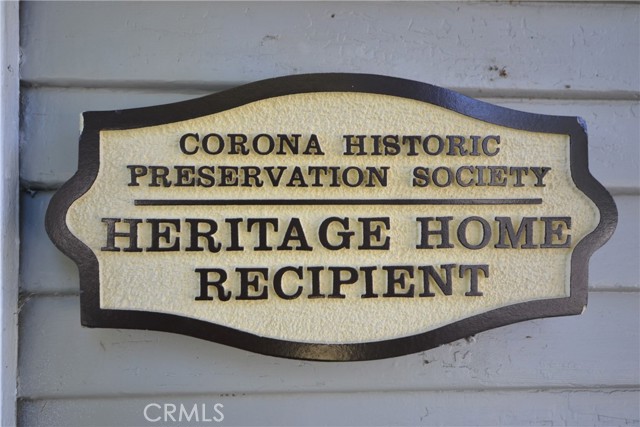 CORONA HISTORIC
PRESERVATION SOCIETY
HERITAGE HOME
RECIPIENT
CRMLS